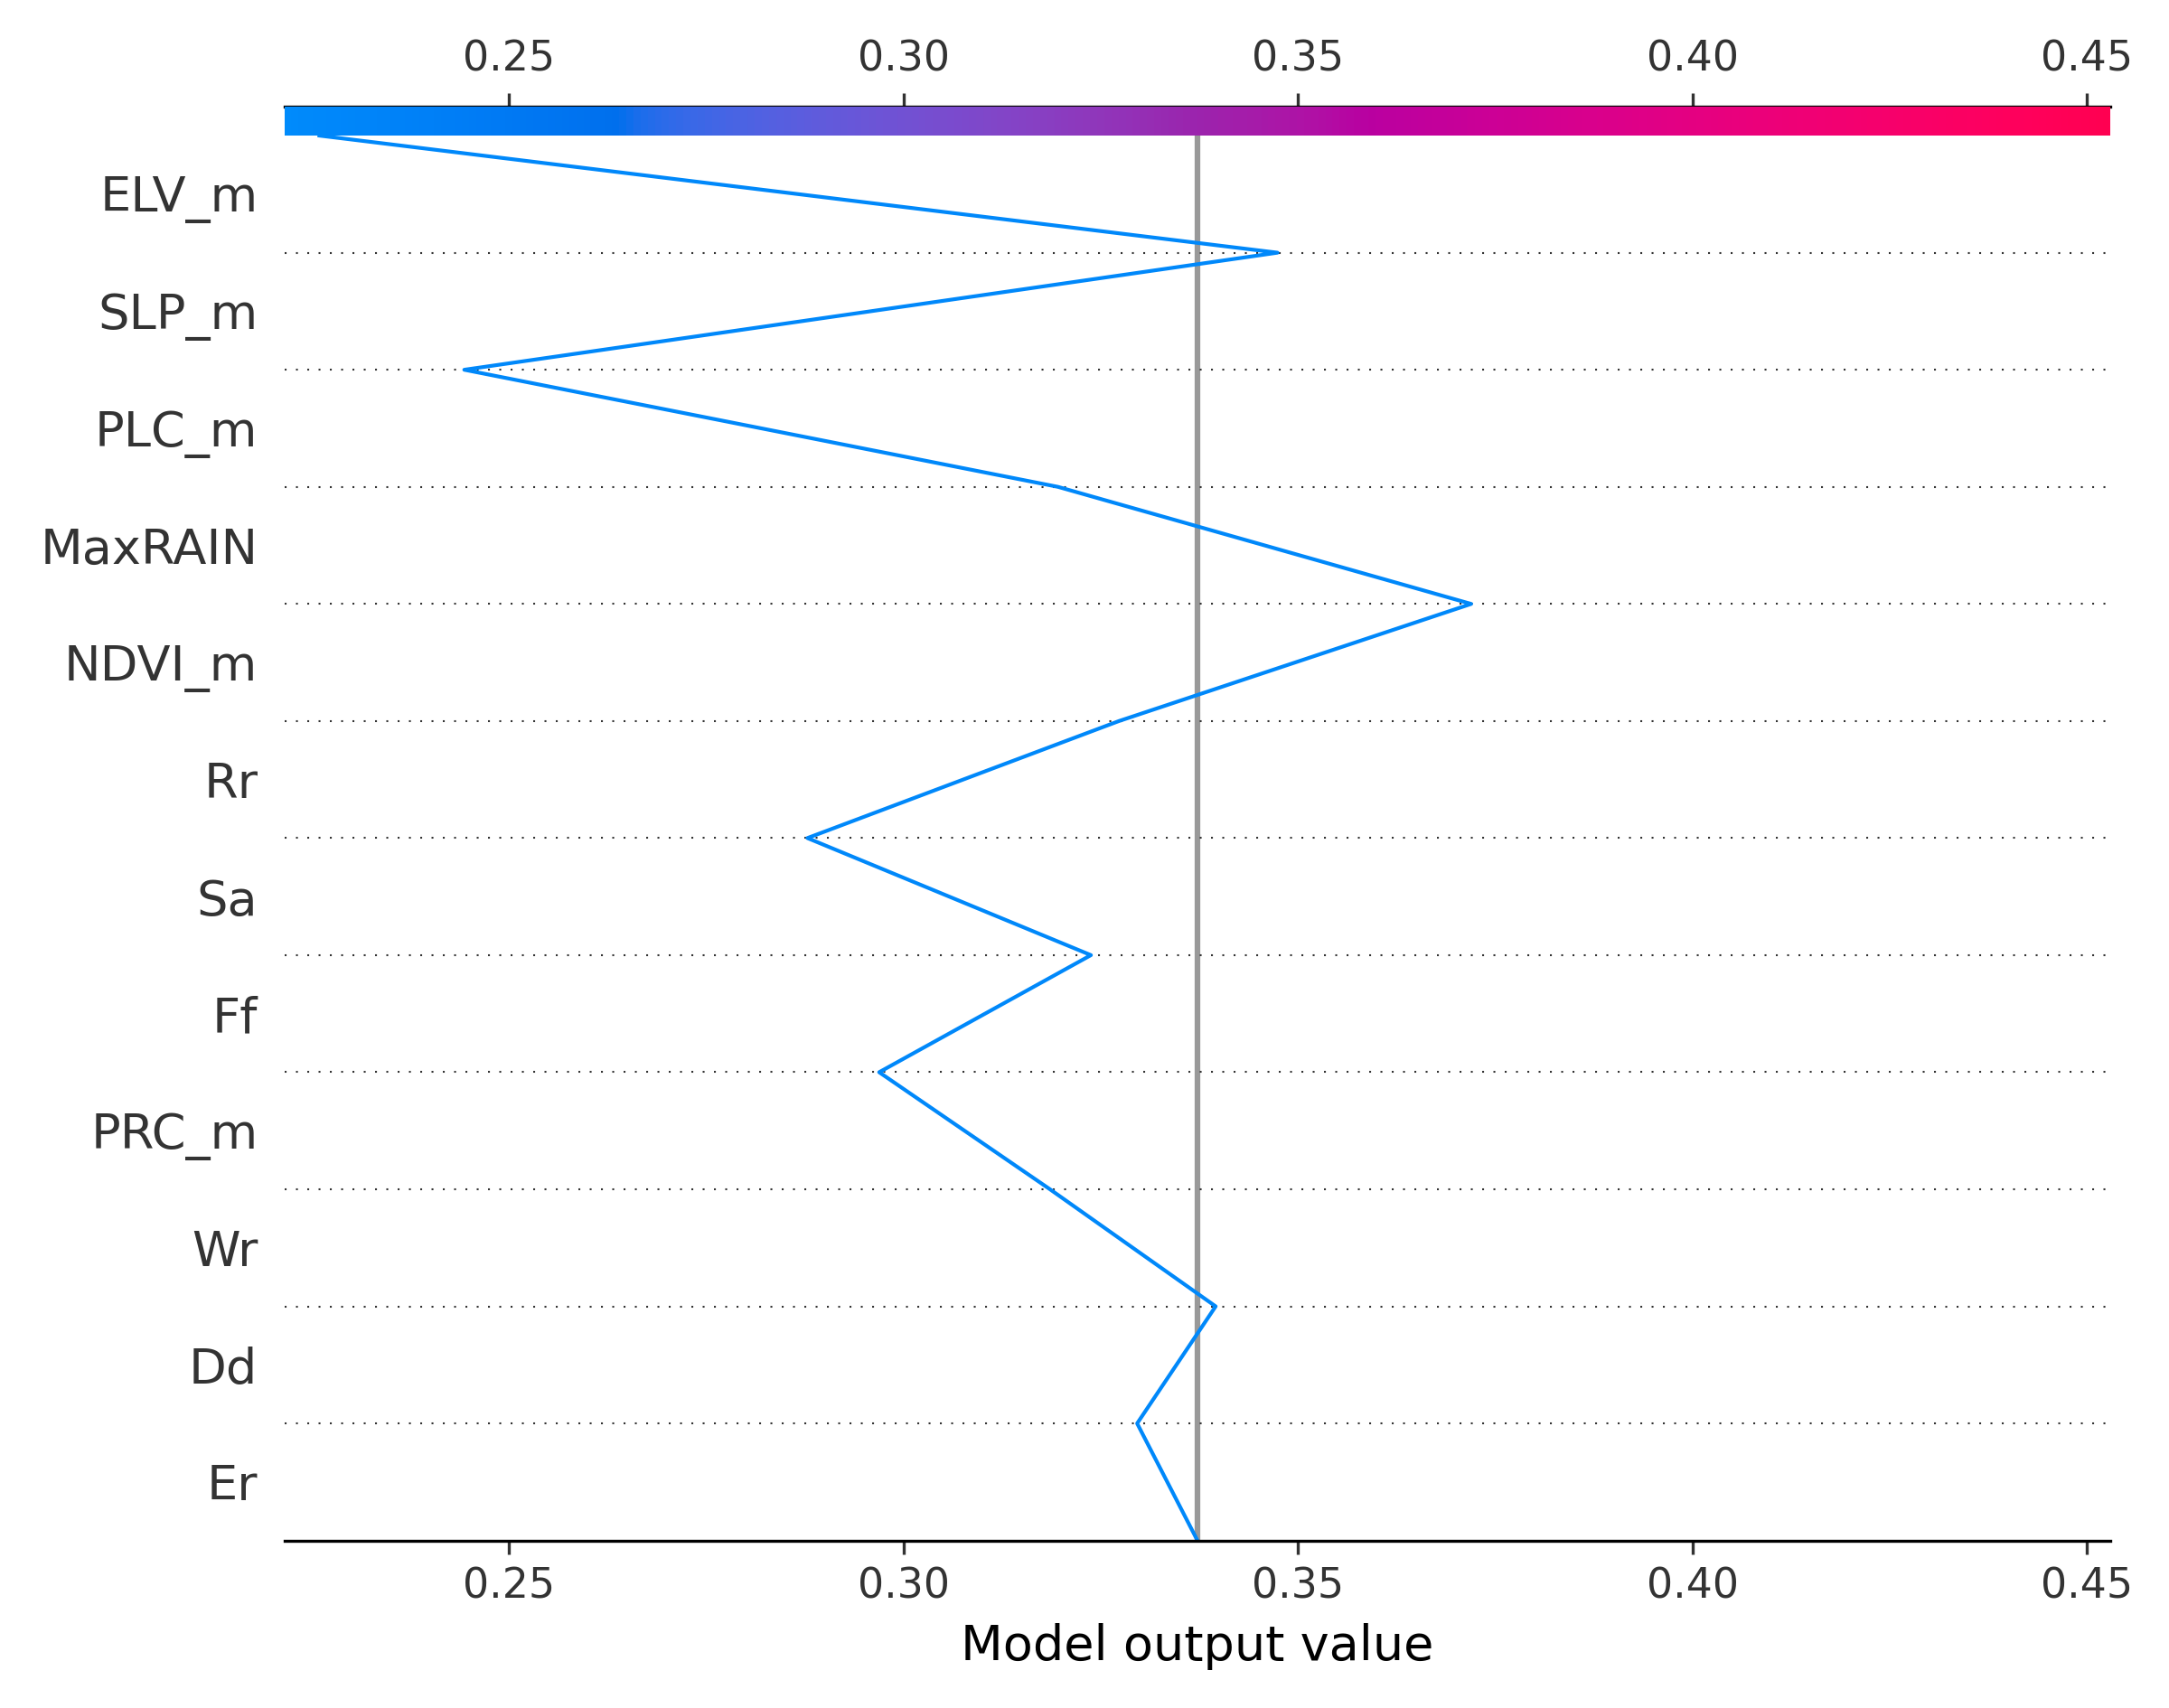 0.25 0.30 0.35 0.40 0.45
ELV_m
SLP_m
PLC_m
MaxRAIN
NDVI_m
Rr
Sa
Ff
PRC_m
Wr
Dd
Er
0.25 0.30 0.35 0.40 0.45
Model output value